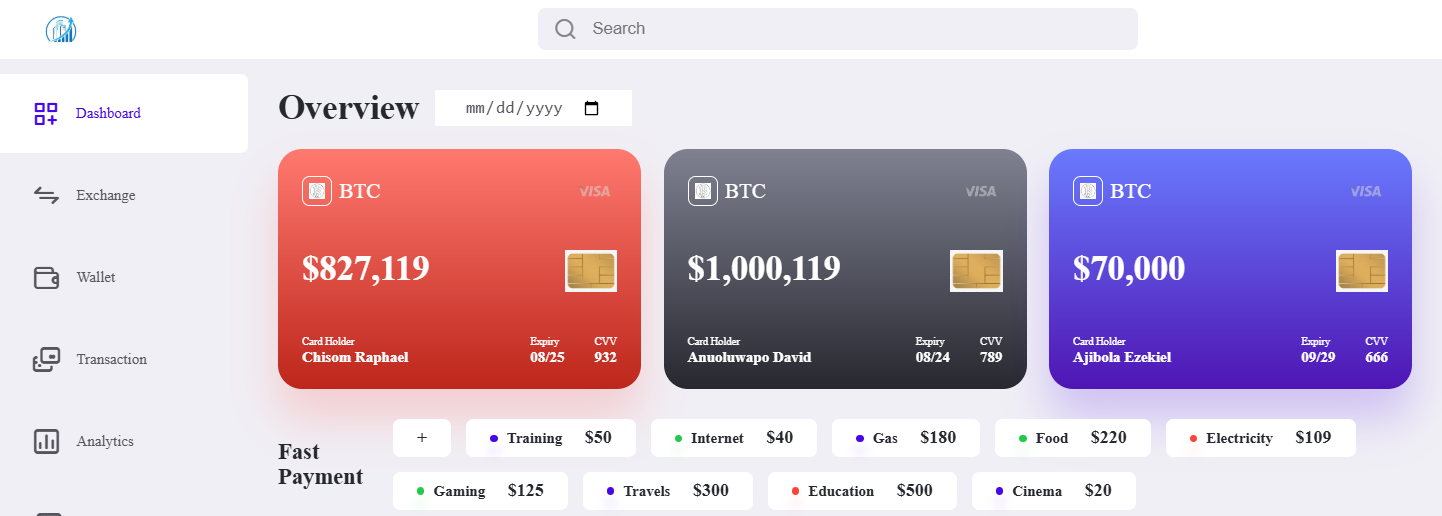 Search
Dashboard
Exchange
Wallet
Transaction
Analytics
Overview mm/dd/yyyy
BTC VISA
$827,119
Card Holder Expiry CVV
Chisom Raphael 08/25 932
BTC VISA
$1,000,119
Card Holder Expiry CVV
Anuoluwapo David 08/24 789
BTC VISA
$70,000
Card Holder Expiry CVV
Ajibola Ezekiel 09/29 666
Fast
Payment
+ Training $50 Internet $40 Gas $180 Food $220 Electricity $109
Gaming $125 Travels $300 Education $500 Cinema $20